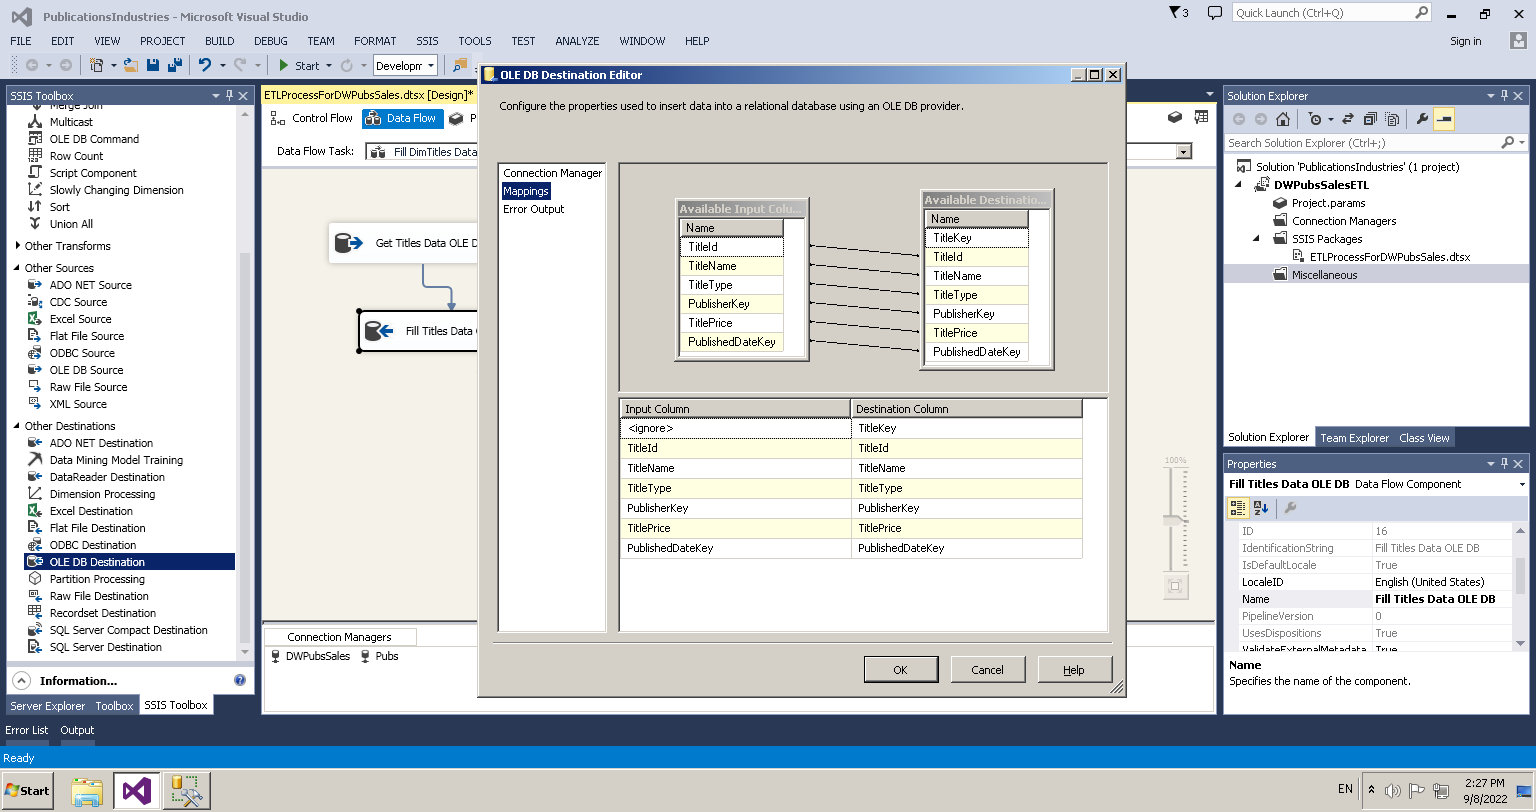 PublicationsIndustries - Microsoft Visual Studio
3
Quick Launch (Ctrl+Q)
FILE EDIT VIEW PROJECT BUILD DEBUG TEAM FORMAT SSIS TOOLS TEST ANALYZE WINDOW HELP
Sign in
Start
Developm
SSIS Toolbox
Merge Join
Multicast
OLE DB Command
Row Count
Script Component
Slowly Changing Dimension
Sort
Union All
Other Transforms
Other Sources
ADO NET Source
CDC Source
Excel Source
Flat File Source
ODBC Source
OLE DB Source
Raw File Source
XML Source
Other Destinations
ADO NET Destination
Data Mining Model Training
DataReader Destination
Dimension Processing
Excel Destination
Flat File Destination
ODBC Destination
OLE DB Destination
Partition Processing
Raw File Destination
Recordset Destination
SQL Server Compact Destination
SQL Server Destination
Information...
Server Explorer Toolbox SSIS Toolbox
ETLProcessForDWPubsSales.dtsx [Design]*
Control Flow
Data Flow
P
Data Flow Task:
Fill DimTitles Data
Get Titles Data OLE D
Fill Titles Data
100%
Connection Managers
DWPubsSales
Pubs
OLE DB Destination Editor
Configure the properties used to insert data into a relational database using an OLE DB provider.
Connection Manager
Mappings
Error Output
Available Input Colu...
Name
TitleId
TitleName
TitleType
PublisherKey
TitlePrice
PublishedDateKey
Available Destinatio...
Name
TitleKey
TitleId
TitleName
TitleType
PublisherKey
TitlePrice
PublishedDateKey
Input Column Destination Column
<ignore> TitleKey
TitleId TitleId
TitleName TitleName
TitleType TitleType
PublisherKey PublisherKey
TitlePrice TitlePrice
PublishedDateKey PublishedDateKey
OK
Cancel
Help
Solution Explorer
Search Solution Explorer (Ctrl+;)
Solution 'PublicationsIndustries' (1 project)
DWPubsSalesETL
Project.params
Connection Managers
SSIS Packages
ETLProcessForDWPubsSales.dtsx
Miscellaneous
Solution Explorer Team Explorer Class View
Properties
Fill Titles Data OLE DB Data Flow Component
ID 16
IdentificationString Fill Titles Data OLE DB
IsDefaultLocale True
LocaleID English (United States)
Name Fill Titles Data OLE DB
PipelineVersion 0
UsesDispositions True
ValidateExternalMetadata True
Name
Specifies the name of the component.
Error List Output
Ready
Start
EN
2:27 PM
9/8/2022